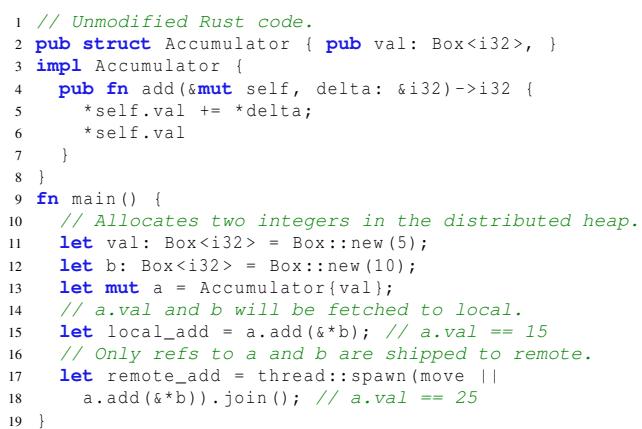 1 // Unmodified Rust code.
2 pub struct Accumulator { pub val: Box<i32>, }
3 impl Accumulator {
4   pub fn add(&mut self, delta: &i32)->i32 {
5     *self.val += *delta;
6     *self.val
7   }
8 }
9 fn main() {
10   // Allocates two integers in the distributed heap.
11   let val: Box<i32> = Box::new(5);
12   let b: Box<i32> = Box::new(10);
13   let mut a = Accumulator{val};
14   // a.val and b will be fetched to local.
15   let local_add = a.add(&*b); // a.val == 15
16   // Only refs to a and b are shipped to remote.
17   let remote_add = thread::spawn(move ||
18     a.add(&*b)).join(); // a.val == 25
19 }